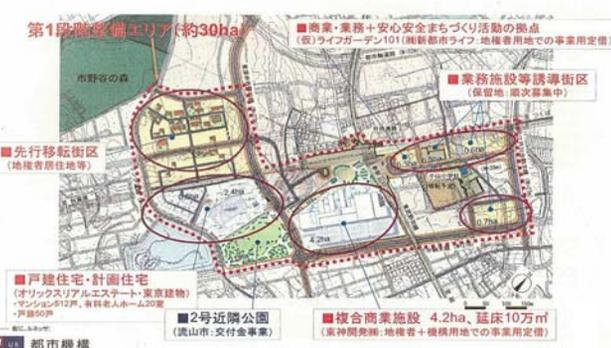 第1段階整備エリア(約30ha)
■商業・業務＋安心安全まちづくり活動の拠点
(仮)ライフガーデン101(㈱新都市ライフ:地権者用地での事業用定借)
市野谷の森
■業務施設等誘導街区
(保留地:順次募集中)
■先行移転街区
(地権者居住地等)
2.4ha
4.2ha
0.7ha
■戸建住宅・計画住宅
(オリックスリアルエステート・東京建物)
・マンション512戸、有料老人ホーム20室
・戸建50戸
■2号近隣公園
(流山市:交付金事業)
■複合商業施設 4.2ha、延床10万㎡
(東神開発㈱:地権者＋機構用地での事業用定借)
都市機構